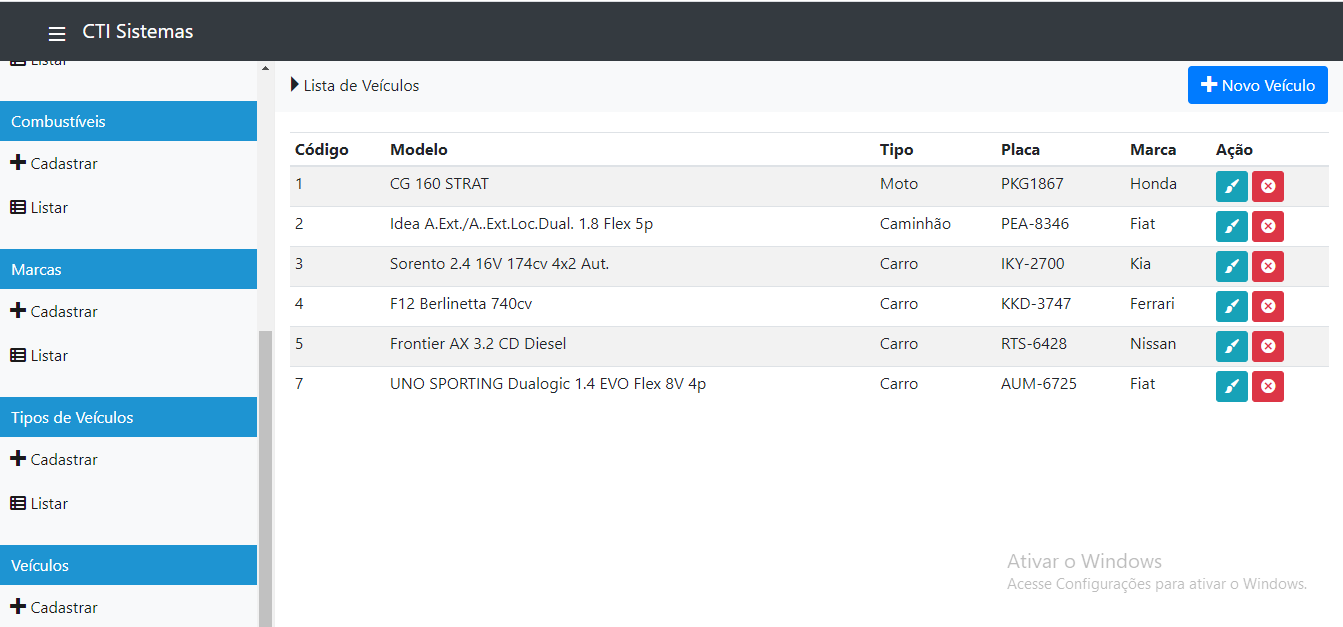 CTI Sistemas
Listar
Combustíveis
Cadastrar
Listar
Marcas
Cadastrar
Listar
Tipos de Veículos
Cadastrar
Listar
Veículos
Cadastrar
Lista de Veículos
Novo Veículo
Código Modelo Tipo Placa Marca Ação
1 CG 160 STRAT Moto PKG1867 Honda
2 Idea A.Ext./A..Ext.Loc.Dual. 1.8 Flex 5p Caminhão PEA-8346 Fiat
3 Sorento 2.4 16V 174cv 4x2 Aut. Carro IKY-2700 Kia
4 F12 Berlinetta 740cv Carro KKD-3747 Ferrari
5 Frontier AX 3.2 CD Diesel Carro RTS-6428 Nissan
7 UNO SPORTING Dualogic 1.4 EVO Flex 8V 4p Carro AUM-6725 Fiat
Ativar o Windows
Acesse Configurações para ativar o Windows.